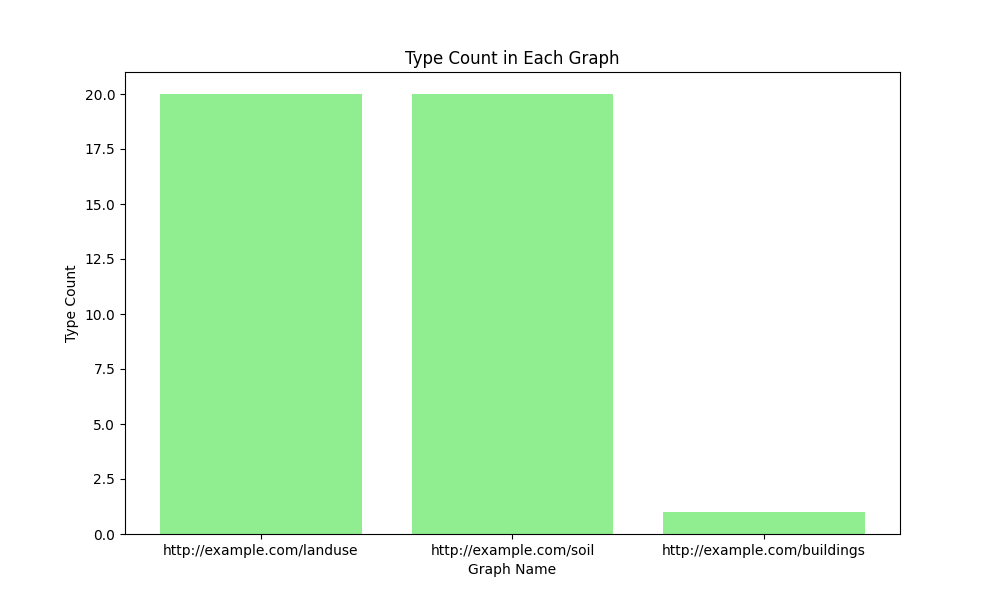 Type Count in Each Graph
20.0
17.5
15.0
12.5
10.0
7.5
5.0
2.5
0.0
Type Count
http://example.com/landuse
http://example.com/soil
http://example.com/buildings
Graph Name